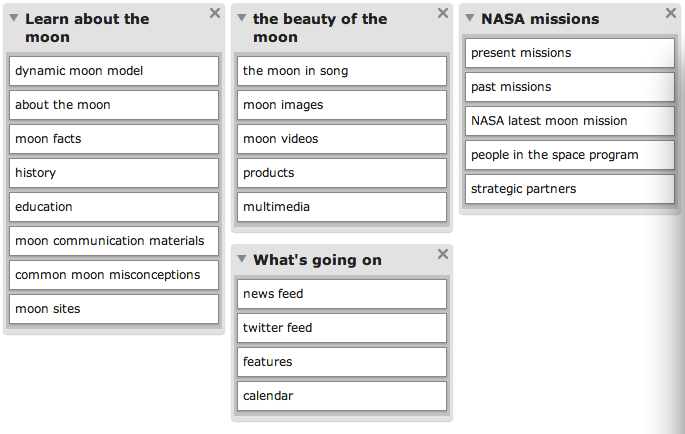 Learn about the
moon
dynamic moon model
about the moon
moon facts
history
education
moon communication materials
common moon misconceptions
moon sites
the beauty of the
moon
the moon in song
moon images
moon videos
products
multimedia
What's going on
news feed
twitter feed
features
calendar
NASA missions
present missions
past missions
NASA latest moon mission
people in the space program
strategic partners